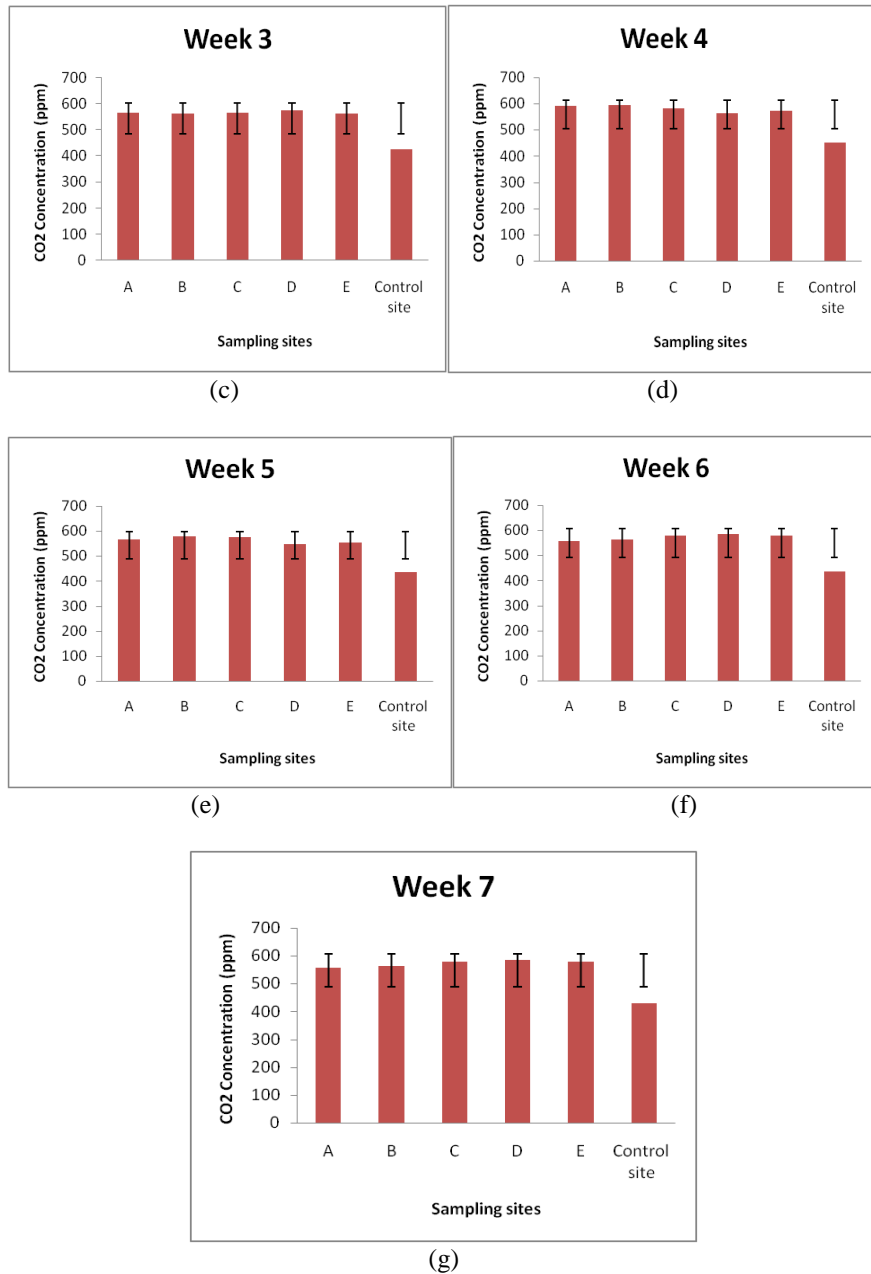 Week 3
CO2 Concentration (ppm)
700
600
500
400
300
200
100
0
A B C D E Control site
Sampling sites
(c)
Week 4
CO2 Concentration (ppm)
700
600
500
400
300
200
100
0
A B C D E Control site
Sampling sites
(d)
Week 5
CO2 Concentration (ppm)
700
600
500
400
300
200
100
0
A B C D E Control site
Sampling sites
(e)
Week 6
CO2 Concentration (ppm)
700
600
500
400
300
200
100
0
A B C D E Control site
Sampling sites
(f)
Week 7
CO2 Concentration (ppm)
700
600
500
400
300
200
100
0
A B C D E Control site
Sampling sites
(g)